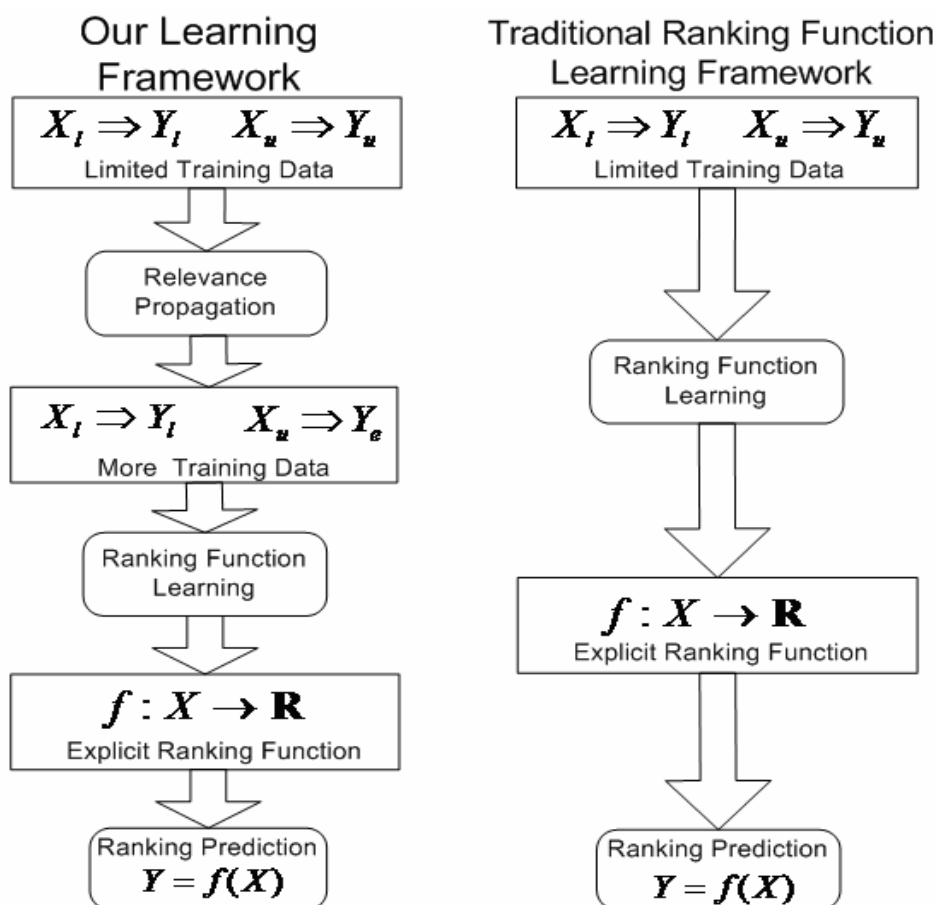 Our Learning
Framework
X_l ⇒ Y_l    X_u ⇒ Y_u
Limited Training Data
Relevance
Propagation
X_l ⇒ Y_l    X_u ⇒ Y_e
More Training Data
Ranking Function
Learning
f : X → R
Explicit Ranking Function
Ranking Prediction
Y = f(X)
Traditional Ranking Function
Learning Framework
X_l ⇒ Y_l    X_u ⇒ Y_u
Limited Training Data
Ranking Function
Learning
f : X → R
Explicit Ranking Function
Ranking Prediction
Y = f(X)